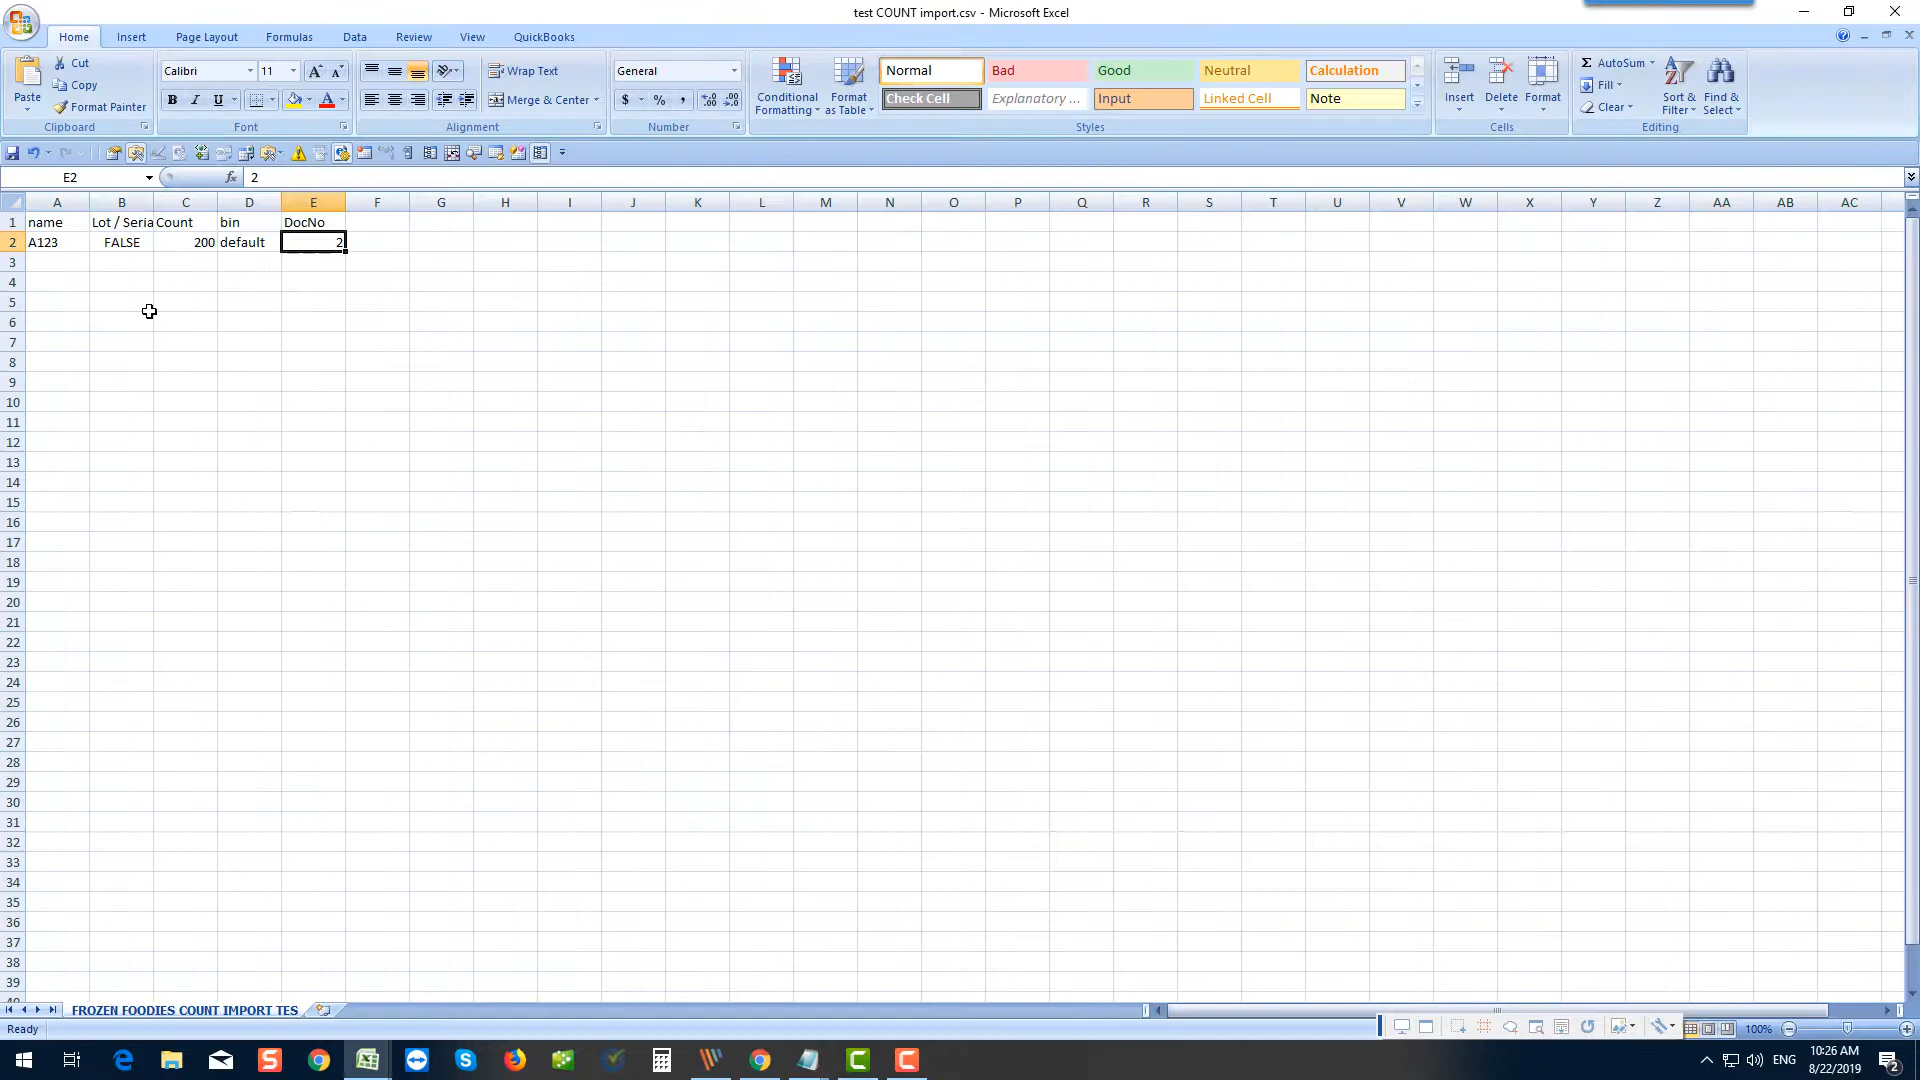 test COUNT import.csv - Microsoft Excel
Home Insert Page Layout Formulas Data Review View QuickBooks
Paste Cut
Copy
Format Painter
Clipboard
Calibri 11
B I U
Font
Wrap Text
Merge & Center
Alignment
General
$ % ,
Number
Conditional Formatting
Format as Table
Normal Bad Good Neutral Calculation
Check Cell Explanatory ... Input Linked Cell Note
Styles
Insert Delete Format
Cells
Σ AutoSum
Fill
Clear
Sort & Filter
Find & Select
Editing
E2 fx 2
A B C D E F G H I J K L M N O P Q R S T U V W X Y Z AA AB AC
1 name Lot / Seria Count bin DocNo
2 A123 FALSE 200 default 2
3
4
5
6
7
8
9
10
11
12
13
14
15
16
17
18
19
20
21
22
23
24
25
26
27
28
29
30
31
32
33
34
35
36
37
38
39
FROZEN FOODIES COUNT IMPORT TES
Ready 100%
ENG 10:26 AM
8/22/2019
2